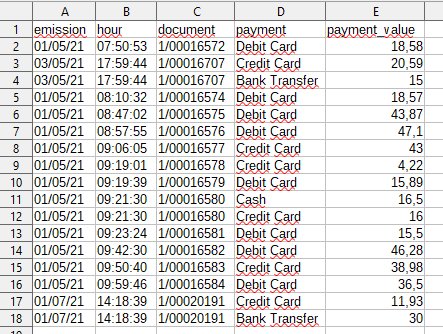 A B C D E
1 emission hour document payment payment_value
2 01/05/21 07:50:53 1/00016572 Debit Card 18,58
3 03/05/21 17:59:44 1/00016707 Credit Card 20,59
4 03/05/21 17:59:44 1/00016707 Bank Transfer 15
5 01/05/21 08:10:32 1/00016574 Debit Card 18,57
6 01/05/21 08:47:02 1/00016575 Debit Card 43,87
7 01/05/21 08:57:55 1/00016576 Debit Card 47,1
8 01/05/21 09:06:05 1/00016577 Credit Card 43
9 01/05/21 09:19:01 1/00016578 Credit Card 4,22
10 01/05/21 09:19:39 1/00016579 Debit Card 15,89
11 01/05/21 09:21:30 1/00016580 Cash 16,5
12 01/05/21 09:21:30 1/00016580 Credit Card 16
13 01/05/21 09:23:24 1/00016581 Debit Card 15,5
14 01/05/21 09:42:30 1/00016582 Debit Card 46,28
15 01/05/21 09:50:40 1/00016583 Credit Card 38,98
16 01/05/21 09:59:46 1/00016584 Debit Card 36,5
17 01/07/21 14:18:39 1/00020191 Credit Card 11,93
18 01/07/21 14:18:39 1/00020191 Bank Transfer 30